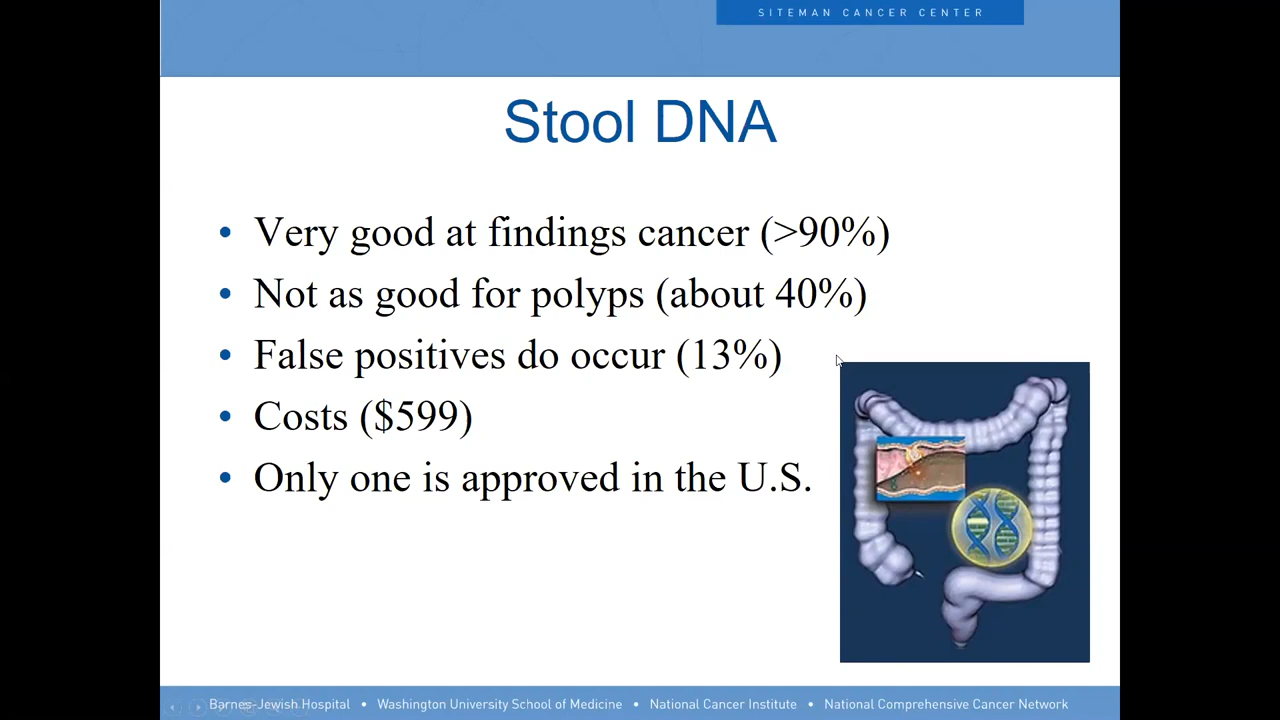 SITEMAN CANCER CENTER
Stool DNA
• Very good at findings cancer (>90%)
• Not as good for polyps (about 40%)
• False positives do occur (13%)
• Costs ($599)
• Only one is approved in the U.S.
Barnes-Jewish Hospital • Washington University School of Medicine • National Cancer Institute • National Comprehensive Cancer Network